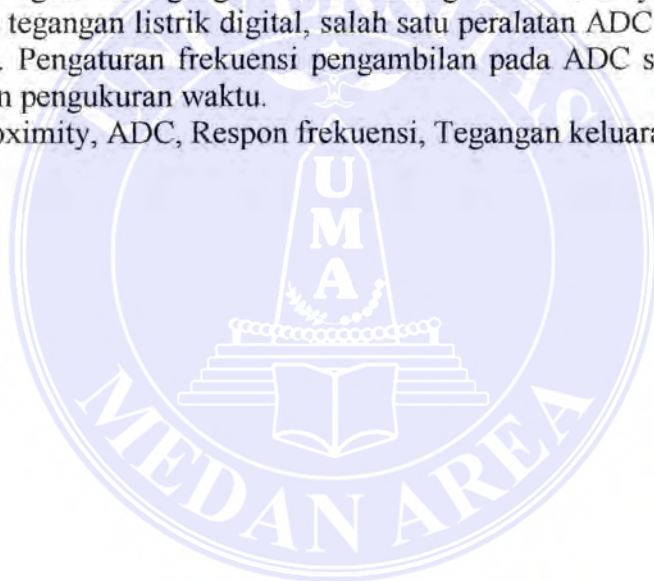 tegangan listrik digital, salah satu peralatan ADC
. Pengaturan frekuensi pengambilan pada ADC s
n pengukuran waktu.
oximity, ADC, Respon frekuensi, Tegangan keluara
UNIVERSITAS
U
M
A
MEDAN AREA